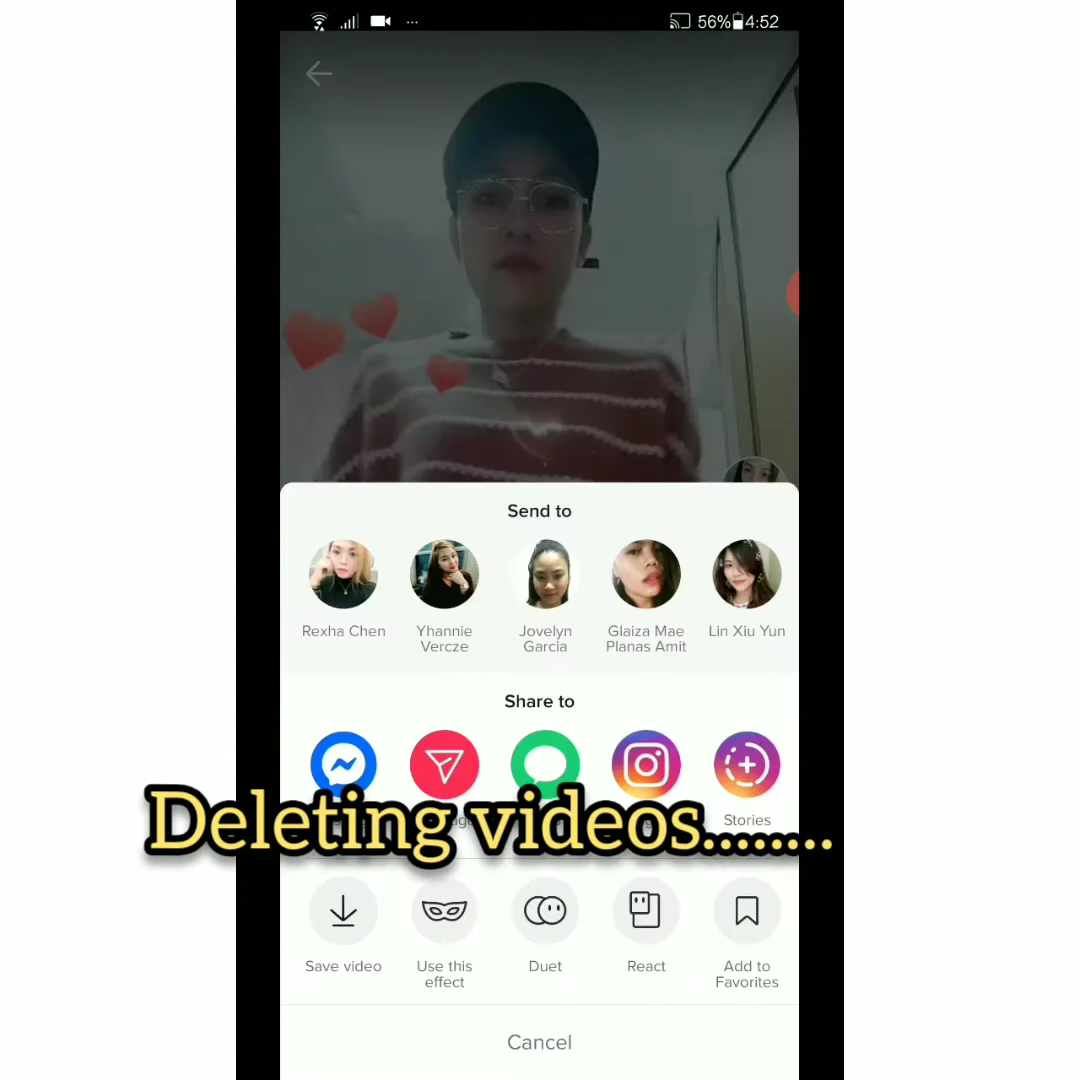 56% 4:52
Send to
Rexha Chen
Yhannie Vercze
Jovelyn Garcia
Glaiza Mae Planas Amit
Lin Xiu Yun
Share to
Stories
Deleting videos........
Save video
Use this effect
Duet
React
Add to Favorites
Cancel